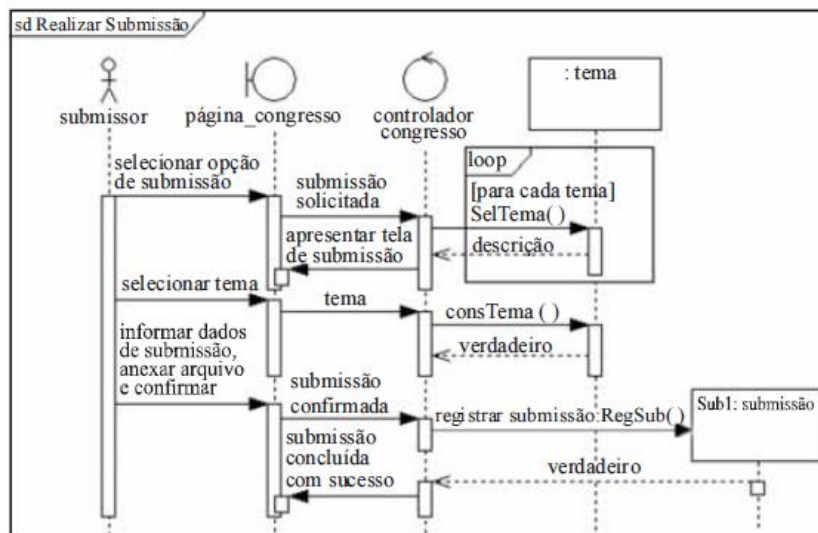 sd Realizar Submissão
submissor
página_congresso
controlador
congresso
: tema
selecionar opção
de submissão
submissão
solicitada
loop
[para cada tema]
SelTema( )
descrição
apresentar tela
de submissão
selecionar tema
tema
consTema ( )
verdadeiro
informar dados
de submissão,
anexar arquivo
e confirmar
submissão
confirmada
registrar submissão:RegSub( )
Sub1: submissão
submissão
concluída
com sucesso
verdadeiro